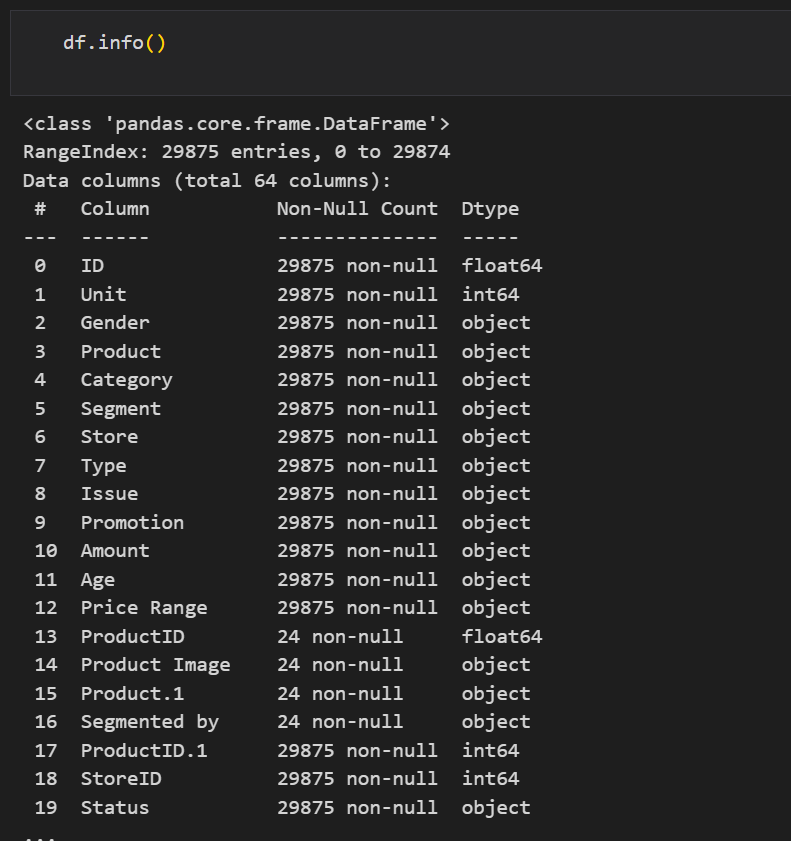 df.info()
<class 'pandas.core.frame.DataFrame'>
RangeIndex: 29875 entries, 0 to 29874
Data columns (total 64 columns):
 #   Column           Non-Null Count  Dtype
---  ------           --------------  -----
 0   ID               29875 non-null  float64
 1   Unit             29875 non-null  int64
 2   Gender           29875 non-null  object
 3   Product          29875 non-null  object
 4   Category         29875 non-null  object
 5   Segment          29875 non-null  object
 6   Store            29875 non-null  object
 7   Type             29875 non-null  object
 8   Issue            29875 non-null  object
 9   Promotion        29875 non-null  object
 10  Amount           29875 non-null  object
 11  Age              29875 non-null  object
 12  Price Range      29875 non-null  object
 13  ProductID        24 non-null     float64
 14  Product Image    24 non-null     object
 15  Product.1        24 non-null     object
 16  Segmented by     24 non-null     object
 17  ProductID.1      29875 non-null  int64
 18  StoreID          29875 non-null  int64
 19  Status           29875 non-null  object
...